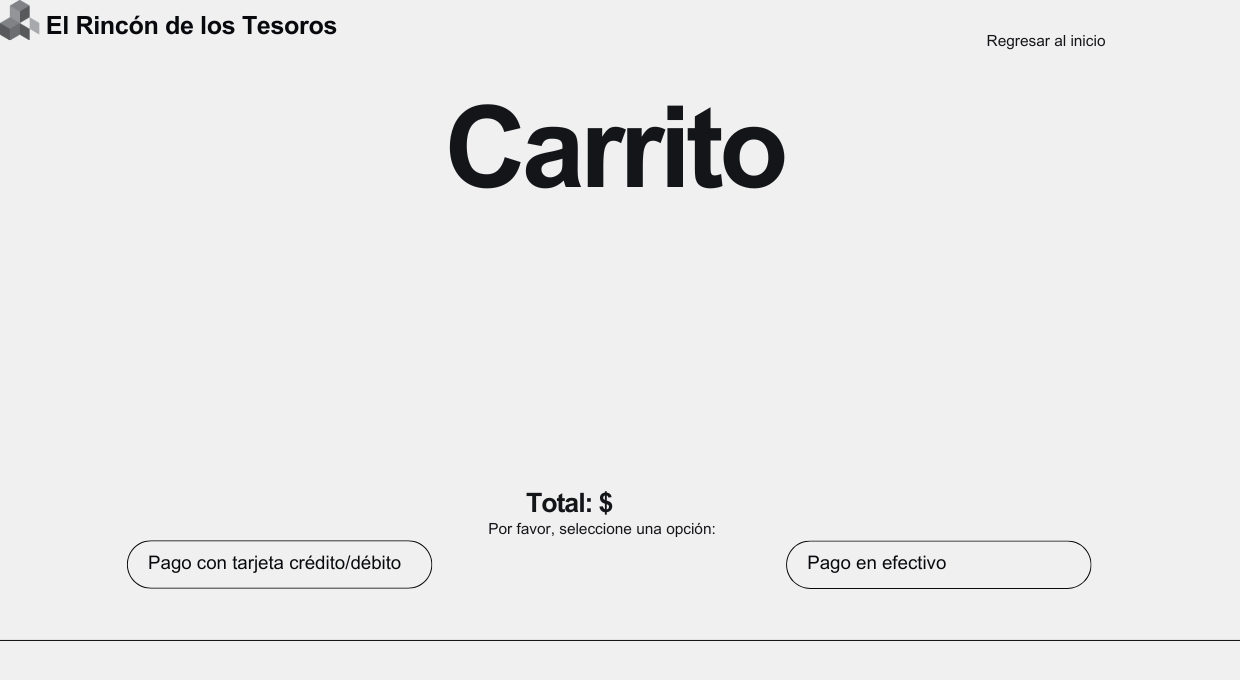 El Rincón de los Tesoros
Regresar al inicio
Carrito
Total: $
Por favor, seleccione una opción:
Pago con tarjeta crédito/débito
Pago en efectivo